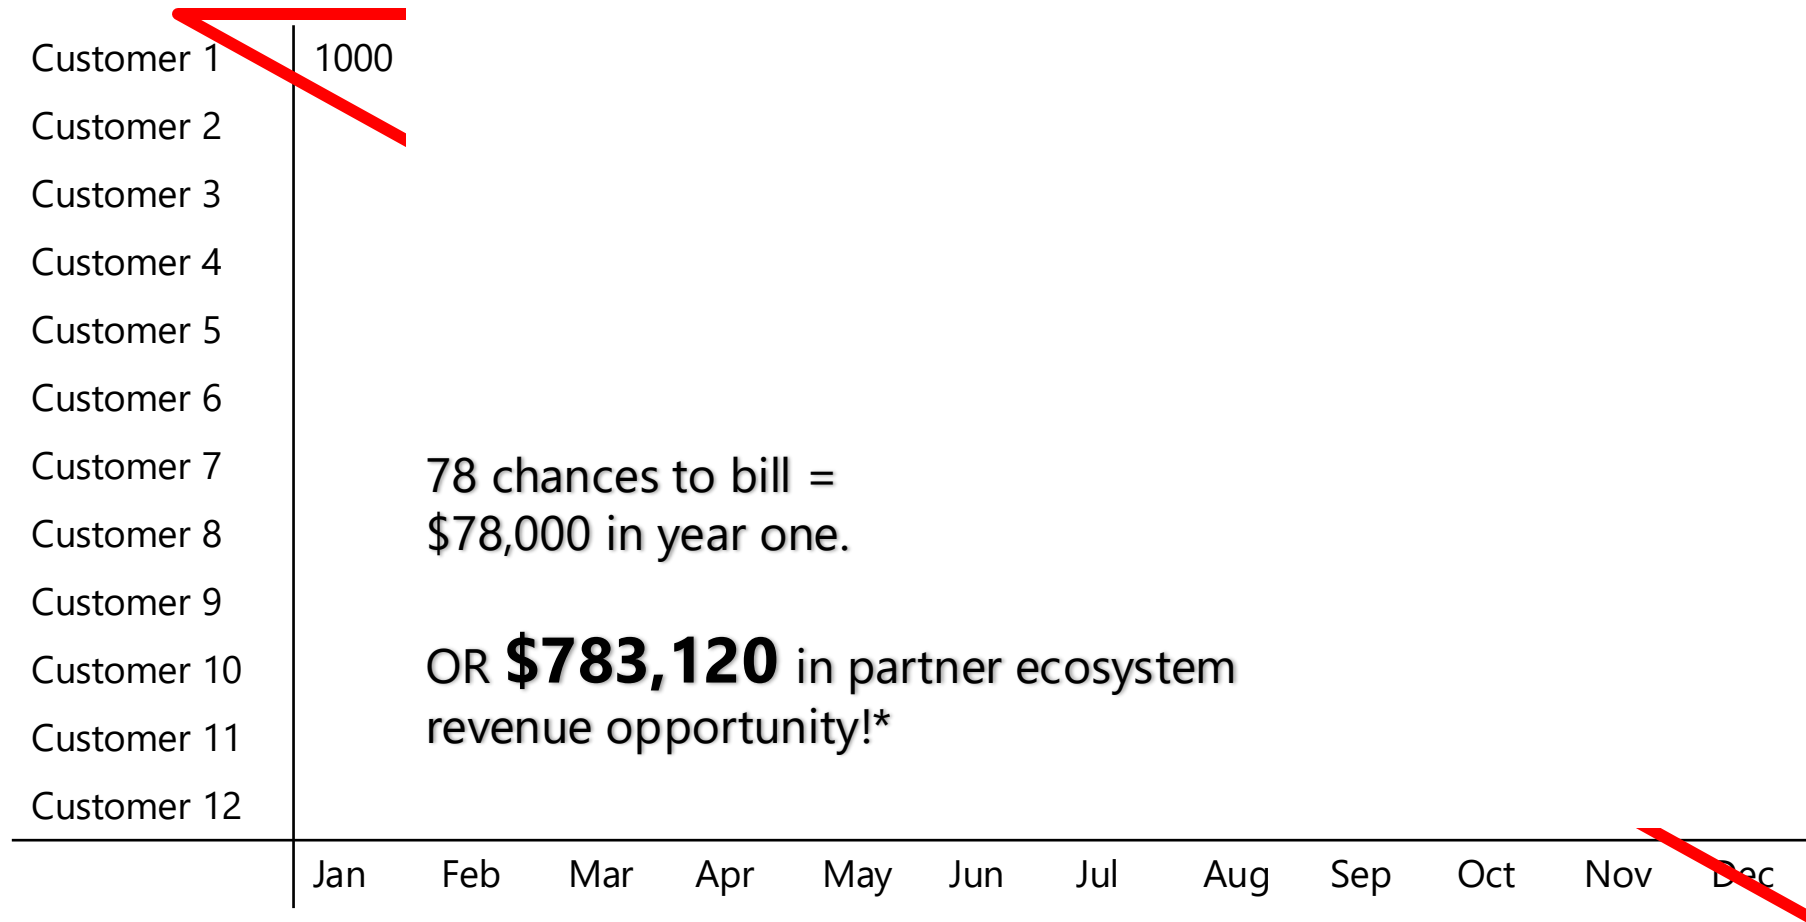 Customer 1 1000
Customer 2
Customer 3
Customer 4
Customer 5
Customer 6
Customer 7
Customer 8
Customer 9
Customer 10
Customer 11
Customer 12
78 chances to bill =
$78,000 in year one.
OR $783,120 in partner ecosystem
revenue opportunity!*
Jan Feb Mar Apr May Jun Jul Aug Sep Oct Nov Dec